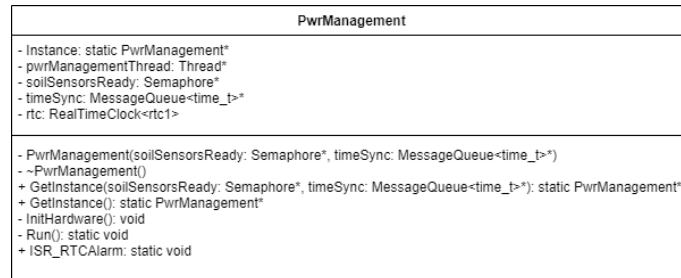 PwrManagement
- Instance: static PwrManagement*
- pwrManagementThread: Thread*
- soilSensorsReady: Semaphore*
- timeSync: MessageQueue<time_t>*
- rtc: RealTimeClock<rtc1>
- PwrManagement(soilSensorsReady: Semaphore*, timeSync: MessageQueue<time_t>*)
- ~PwrManagement()
+ GetInstance(soilSensorsReady: Semaphore*, timeSync: MessageQueue<time_t>*): static PwrManagement*
+ GetInstance(): static PwrManagement*
- InitHardware(): void
- Run(): static void
+ ISR_RTCAlarm: static void